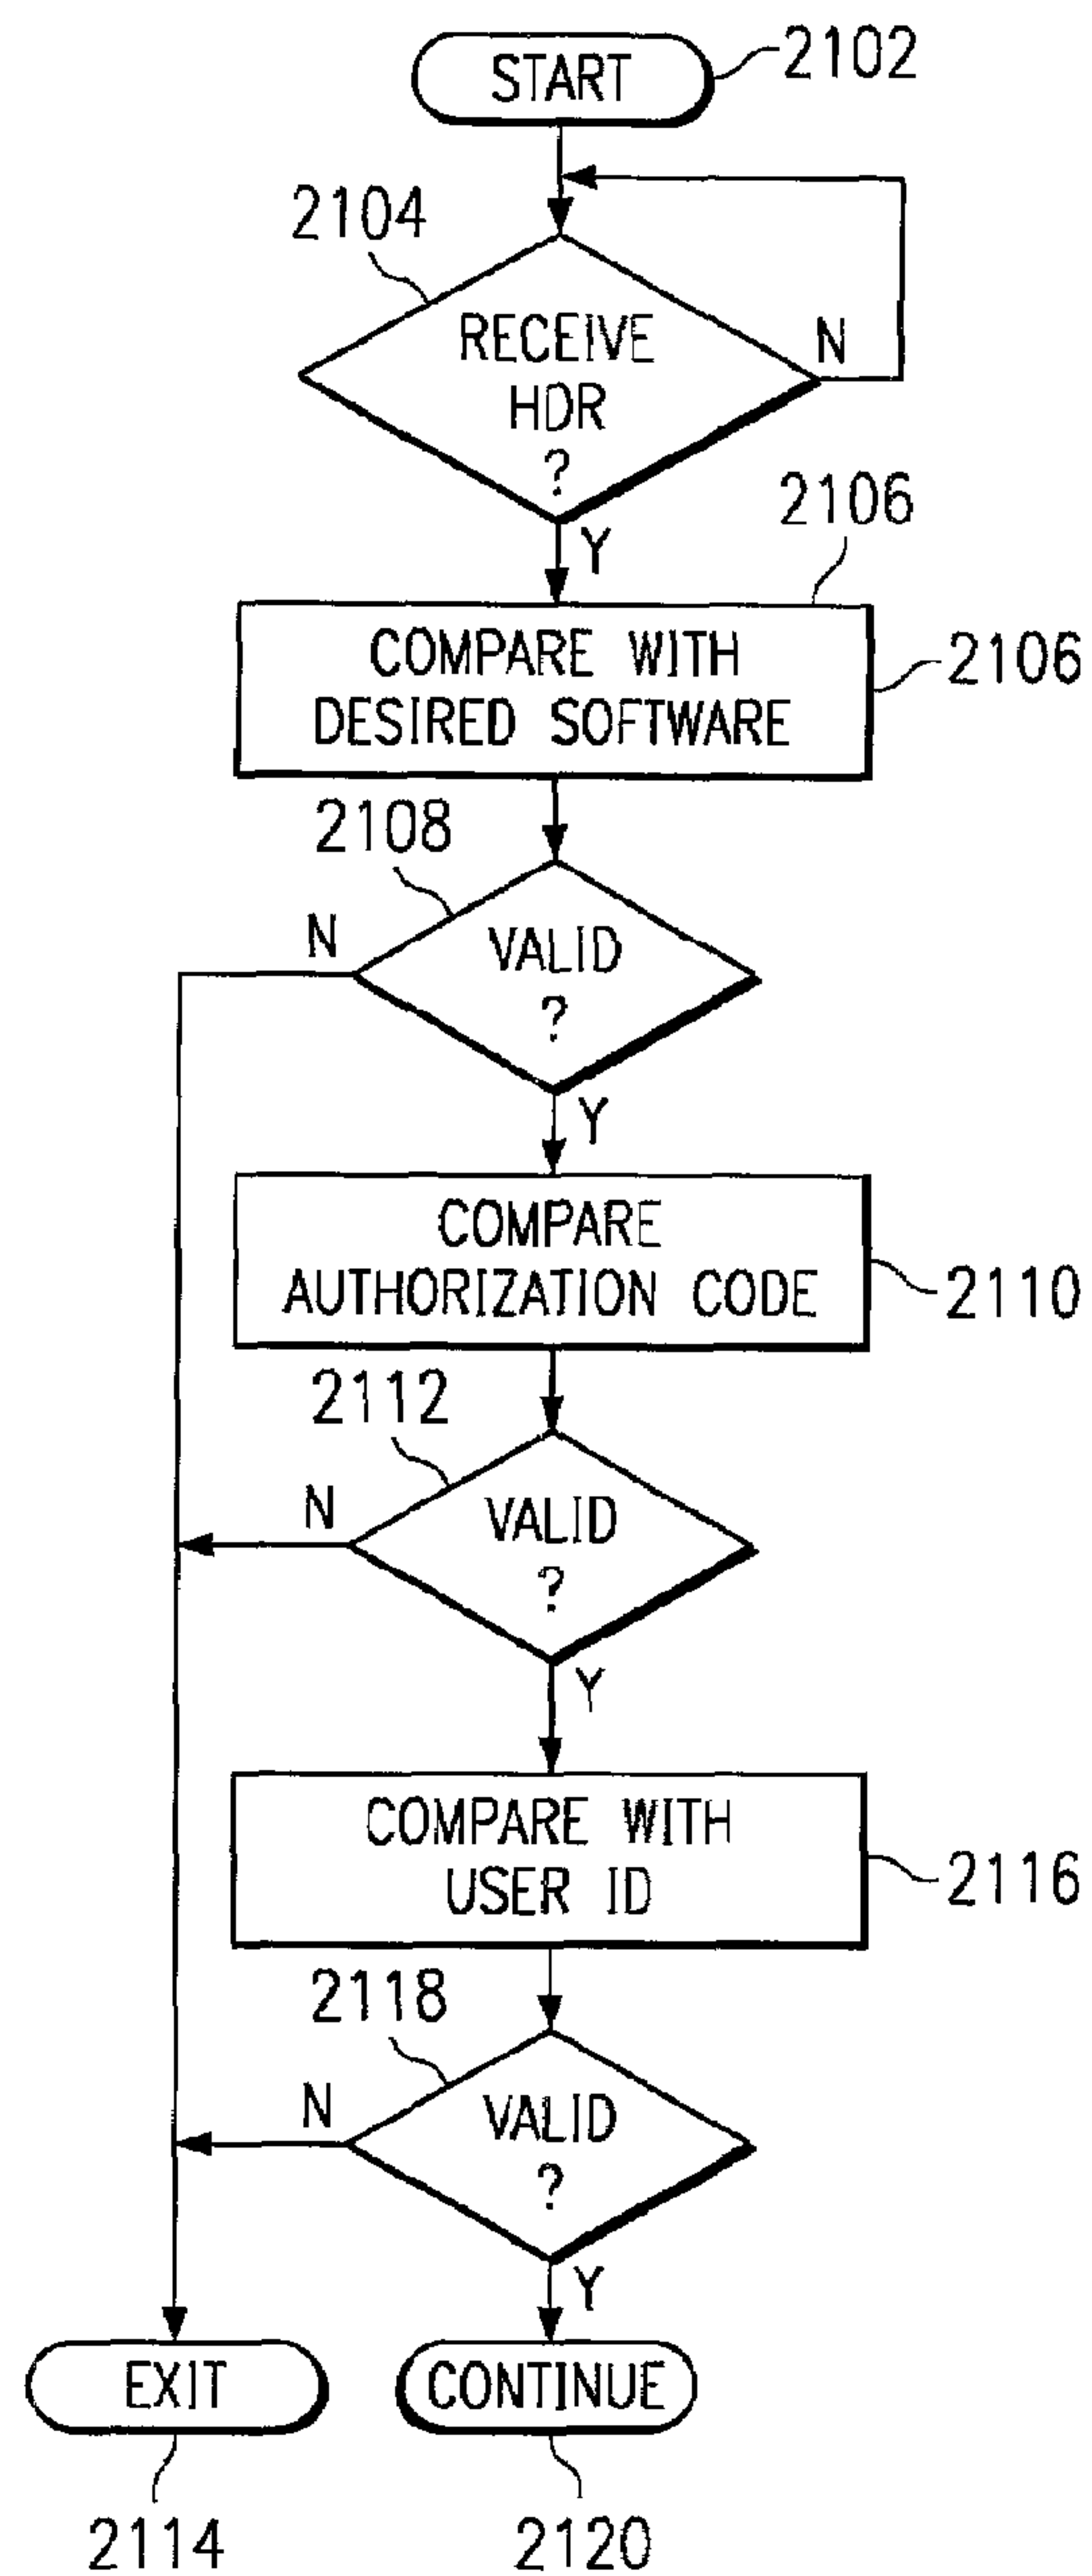 START
2102
2104
RECEIVE
HDR
?
N
Y
2106
COMPARE WITH
DESIRED SOFTWARE
2106
2108
N
VALID
?
Y
COMPARE
AUTHORIZATION CODE
2110
2112
N
VALID
?
Y
COMPARE WITH
USER ID
2116
2118
N
VALID
?
Y
EXIT
CONTINUE
2114
2120